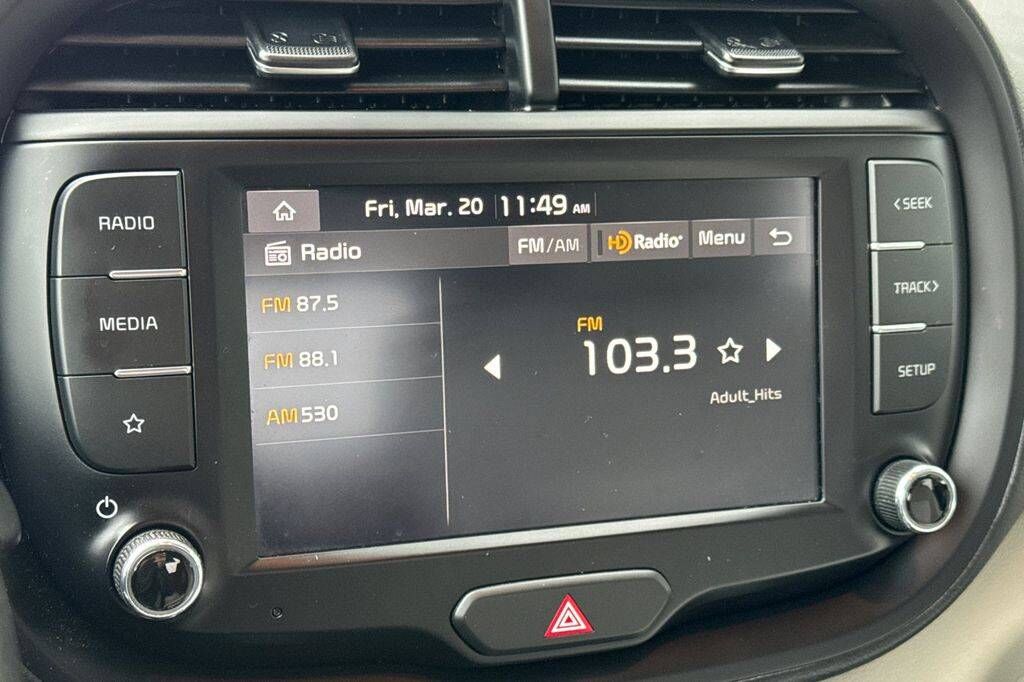 RADIO
MEDIA
Fri, Mar. 20 11:49 AM
Radio
FM/AM
HD Radio
Menu
FM 87.5
FM 88.1
AM 530
FM
103.3
Adult_Hits
<SEEK
TRACK>
SETUP